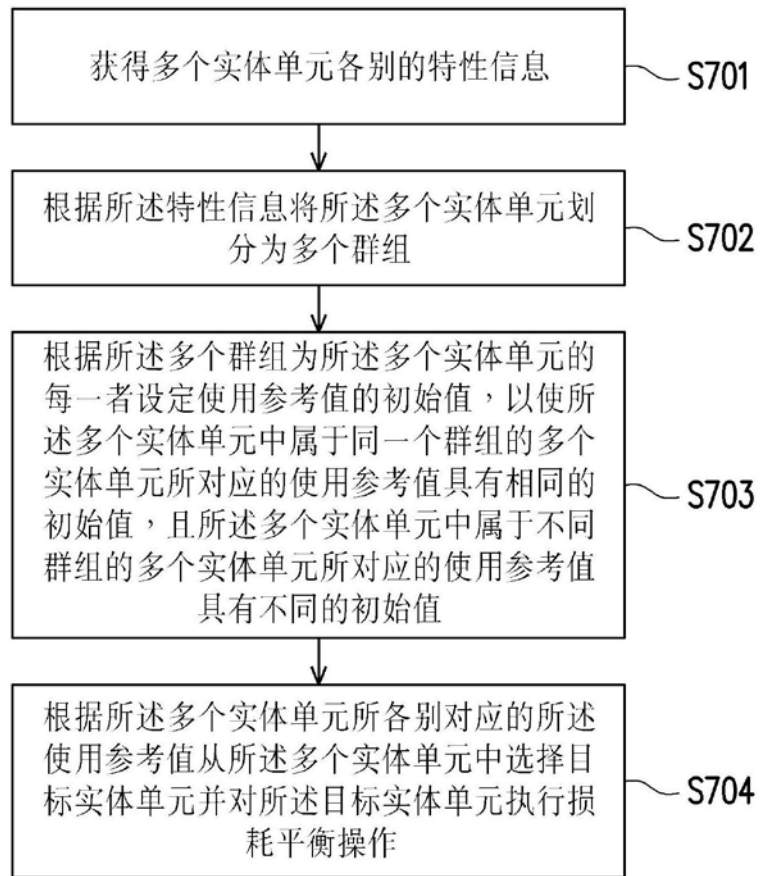 获得多个实体单元各别的特性信息
S701
根据所述特性信息将所述多个实体单元划
分为多个群组
S702
根据所述多个群组为所述多个实体单元的
每一者设定使用参考值的初始值，以使所
述多个实体单元中属于同一个群组的多个
实体单元所对应的使用参考值具有相同的
初始值，且所述多个实体单元中属于不同
群组的多个实体单元所对应的使用参考值
具有不同的初始值
S703
根据所述多个实体单元所各别对应的所述
使用参考值从所述多个实体单元中选择目
标实体单元并对所述目标实体单元执行损
耗平衡操作
S704